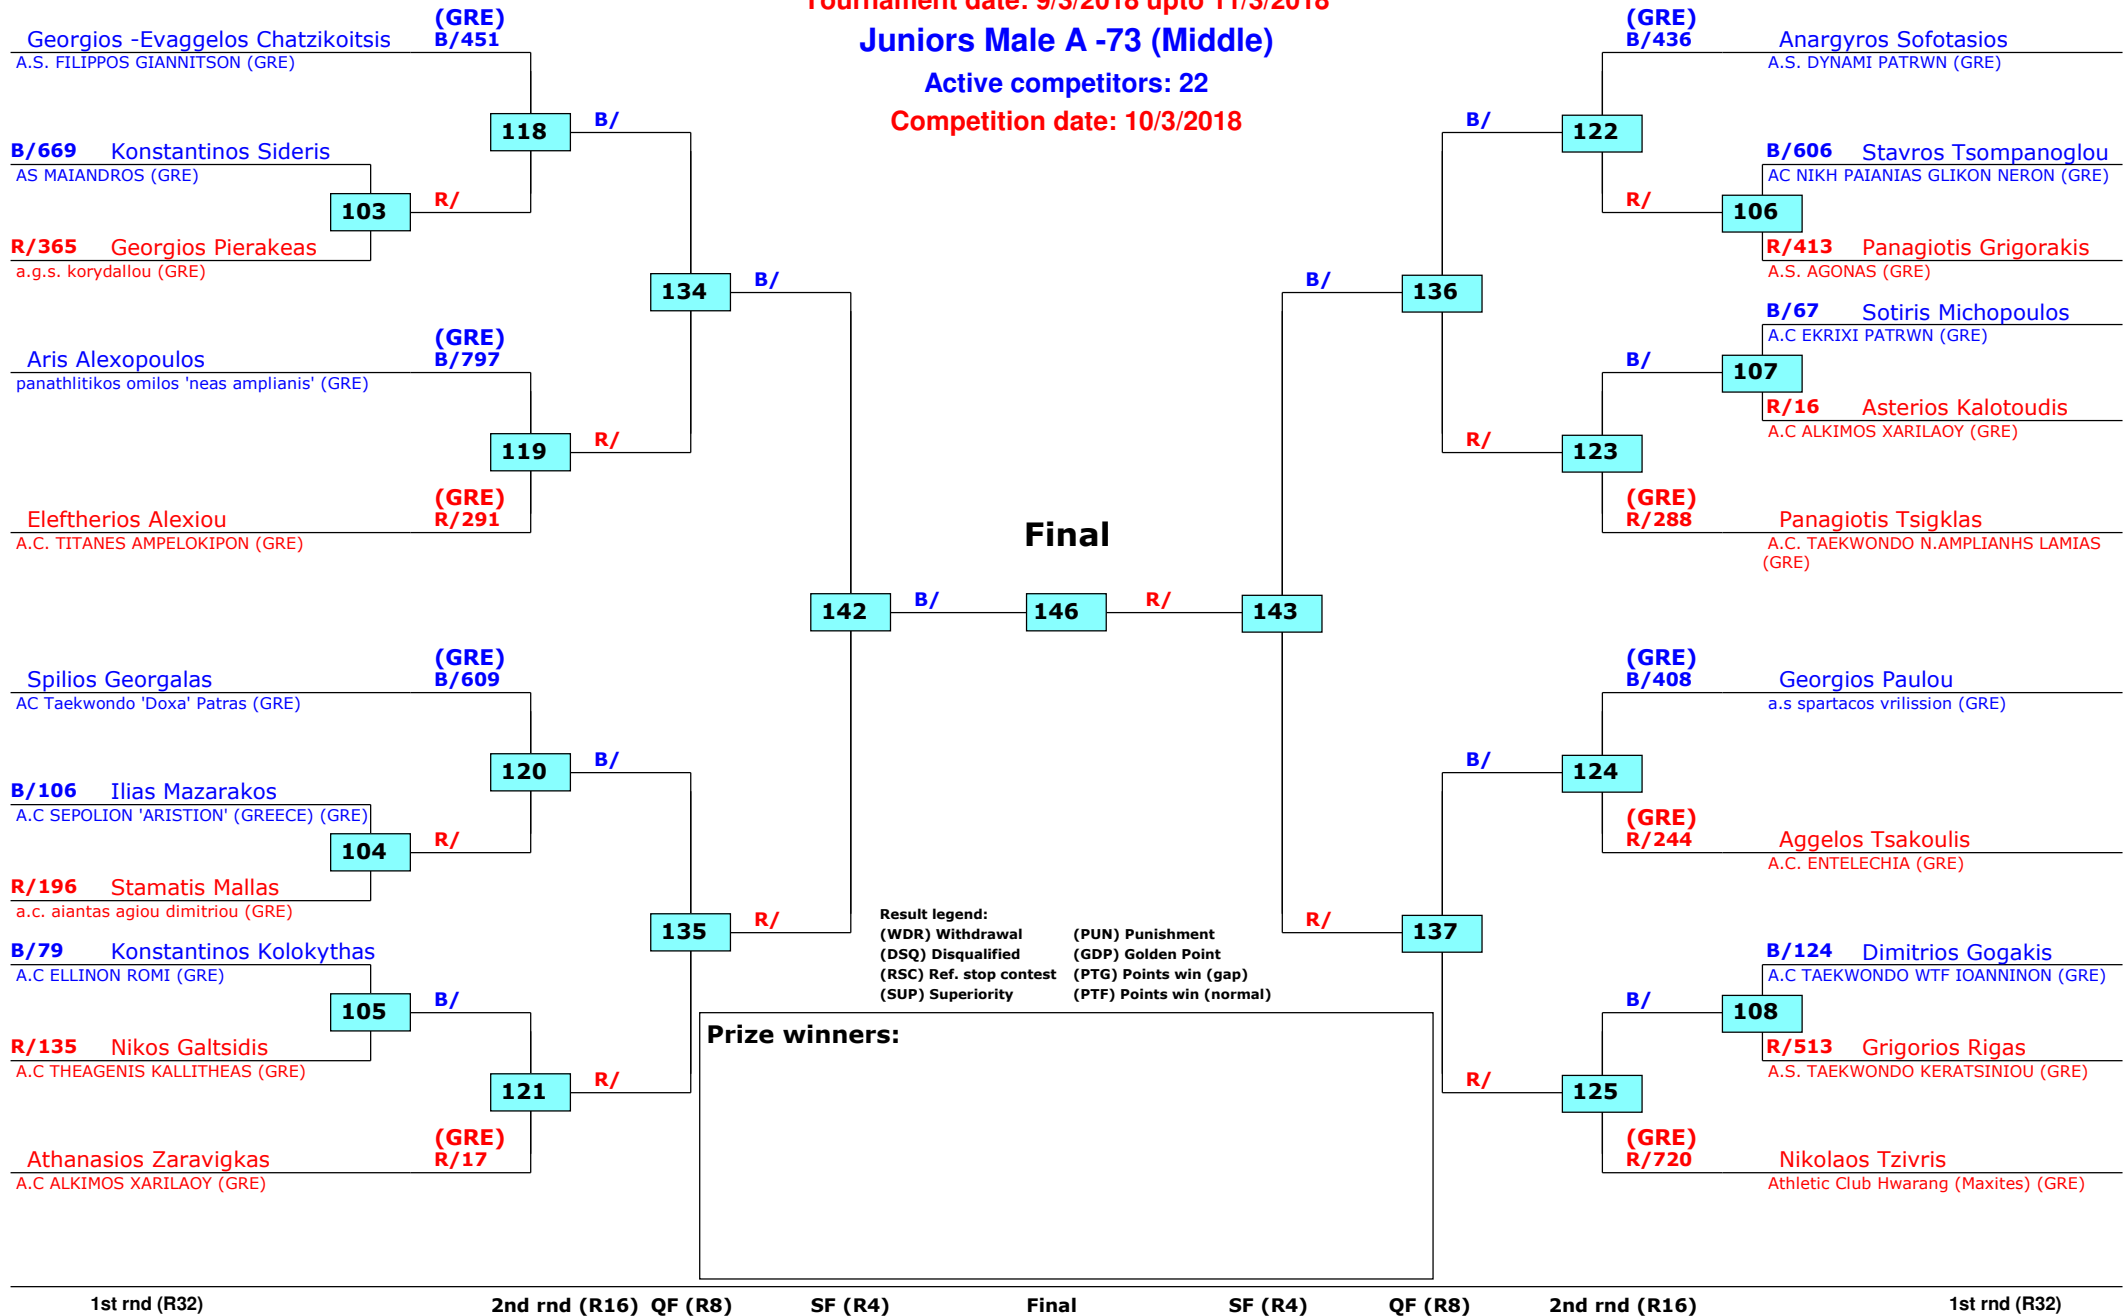 Tournament date: 9/3/2018 upto 11/3/2018
Juniors Male A -73 (Middle)
Active competitors: 22
Competition date: 10/3/2018
(GRE)
Georgios -Evaggelos Chatzikoitsis B/451
A.S. FILIPPOS GIANNITSON (GRE)
118
B/
B/669 Konstantinos Sideris
AS MAIANDROS (GRE)
103
R/
R/365 Georgios Pierakeas
a.g.s. korydallou (GRE)
134
B/
(GRE)
Aris Alexopoulos B/797
panathlitikos omilos 'neas amplianis' (GRE)
119
R/
(GRE)
Eleftherios Alexiou R/291
A.C. TITANES AMPELOKIPON (GRE)
142
B/
(GRE)
Spilios Georgalas B/609
AC Taekwondo 'Doxa' Patras (GRE)
120
B/
B/106 Ilias Mazarakos
A.C SEPOLION 'ARISTION' (GREECE) (GRE)
104
R/
R/196 Stamatis Mallas
a.c. aiantas agiou dimitriou (GRE)
135
R/
B/79 Konstantinos Kolokythas
A.C ELLINON ROMI (GRE)
105
B/
R/135 Nikos Galtsidis
A.C THEAGENIS KALLITHEAS (GRE)
121
R/
(GRE)
Athanasios Zaravigkas R/17
A.C ALKIMOS XARILAOY (GRE)
Final
146
(GRE)
B/436 Anargyros Sofotasios
A.S. DYNAMI PATRWN (GRE)
B/
122
B/606 Stavros Tsompanoglou
AC NIKH PAIANIAS GLIKON NERON (GRE)
R/
106
R/413 Panagiotis Grigorakis
A.S. AGONAS (GRE)
B/
136
B/67 Sotiris Michopoulos
A.C EKRIXI PATRWN (GRE)
B/
107
R/16 Asterios Kalotoudis
A.C ALKIMOS XARILAOY (GRE)
R/
123
(GRE)
R/288 Panagiotis Tsigklas
A.C. TAEKWONDO N.AMPLIANHS LAMIAS
(GRE)
R/
143
(GRE)
B/408 Georgios Paulou
a.s spartacos vrilission (GRE)
B/
124
(GRE)
R/244 Aggelos Tsakoulis
A.C. ENTELECHIA (GRE)
R/
137
B/124 Dimitrios Gogakis
A.C TAEKWONDO WTF IOANNINON (GRE)
B/
108
R/513 Grigorios Rigas
A.S. TAEKWONDO KERATSINIOU (GRE)
R/
125
(GRE)
R/720 Nikolaos Tzivris
Athletic Club Hwarang (Maxites) (GRE)
Result legend:
(WDR) Withdrawal (PUN) Punishment
(DSQ) Disqualified (GDP) Golden Point
(RSC) Ref. stop contest (PTG) Points win (gap)
(SUP) Superiority (PTF) Points win (normal)
Prize winners:
1st rnd (R32) 2nd rnd (R16) QF (R8) SF (R4) Final SF (R4) QF (R8) 2nd rnd (R16) 1st rnd (R32)